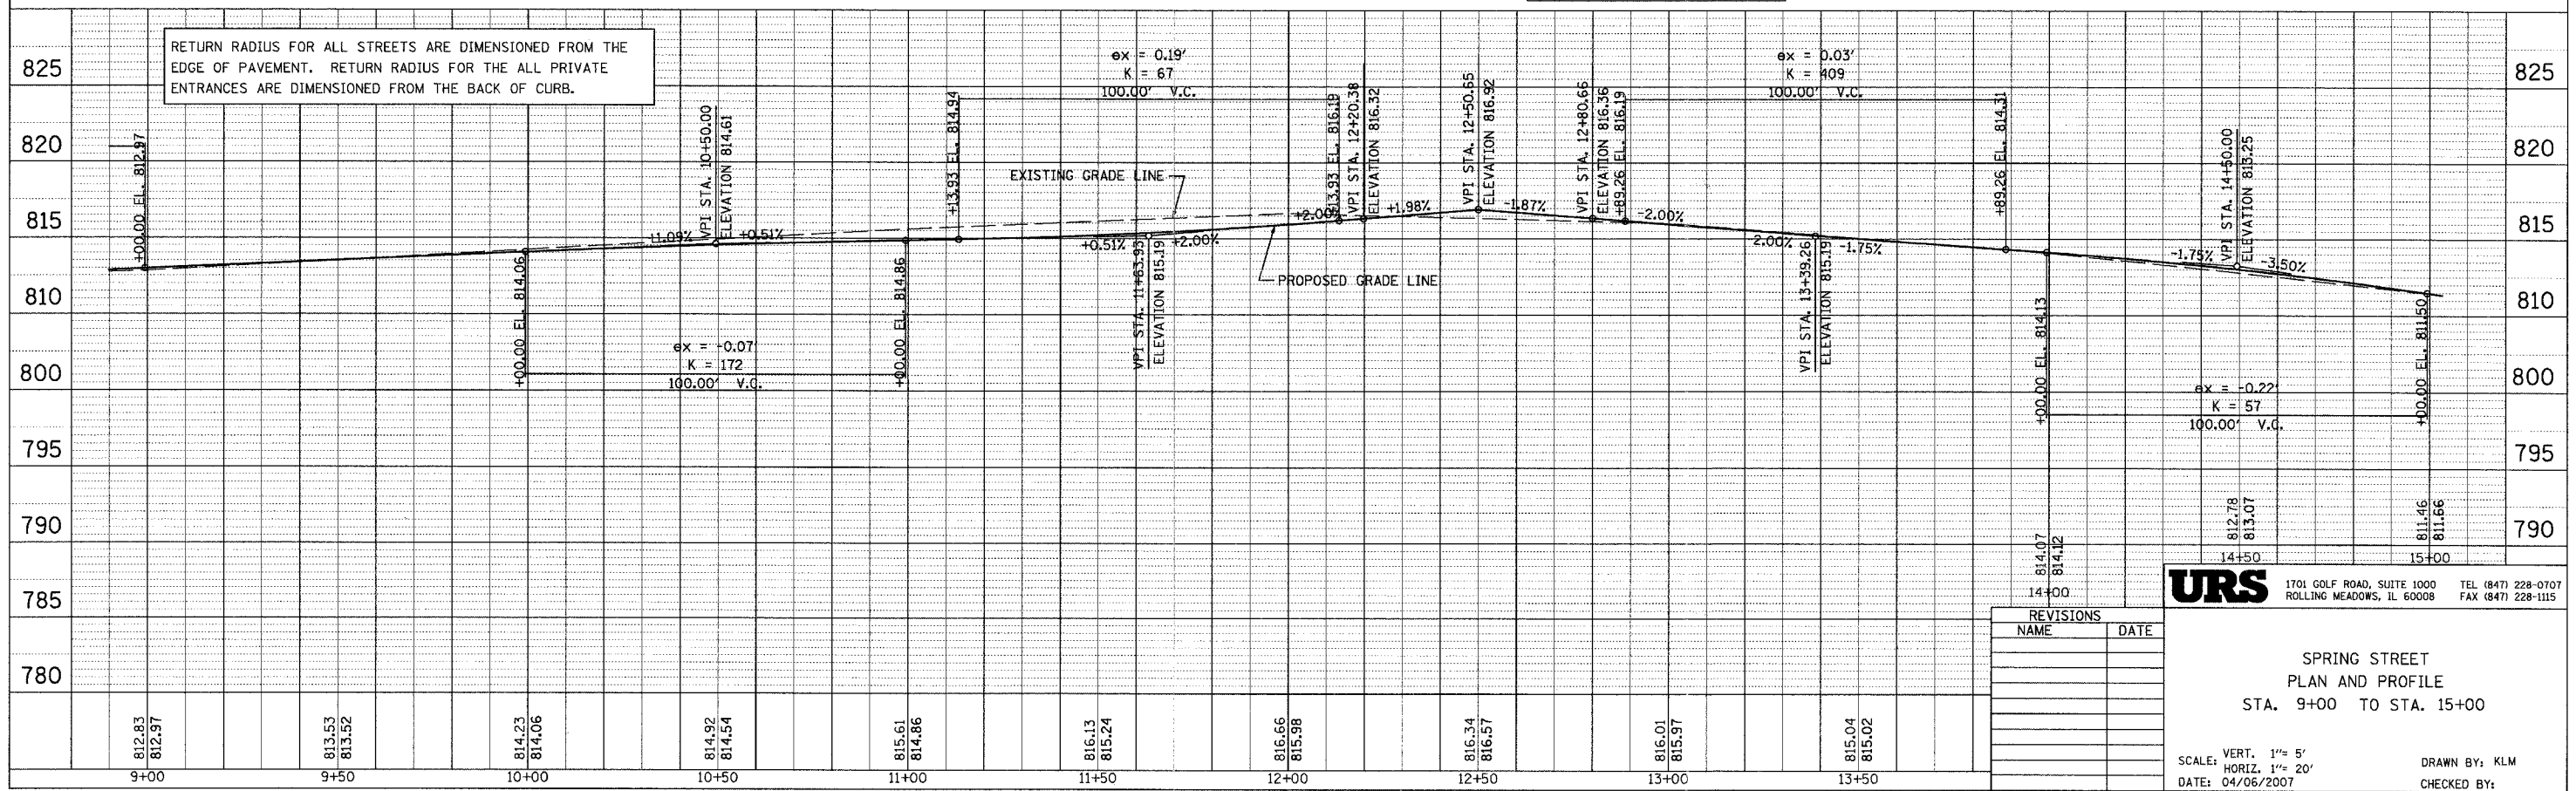 RETURN RADIUS FOR ALL STREETS ARE DIMENSIONED FROM THE
EDGE OF PAVEMENT. RETURN RADIUS FOR THE ALL PRIVATE
ENTRANCES ARE DIMENSIONED FROM THE BACK OF CURB.
825
820
815
810
800
795
790
785
780
825
820
815
810
800
795
790
+00.00 EL. 812.97
+00.00 EL. 814.06
1.09%
VPI STA. 10+50.00
ELEVATION 814.61
+0.51%
ex = -0.07'
K = 172
100.00' V.C.
+00.00 EL. 814.86
+13.93 EL. 814.94
ex = 0.19'
K = 67
100.00' V.C.
EXISTING GRADE LINE
+0.51%
VPI STA. 11+63.93
ELEVATION 815.19
+2.00%
PROPOSED GRADE LINE
+2.00%
+13.93 EL. 816.19
VPI STA. 12+20.38
ELEVATION 816.32
+1.98%
VPI STA. 12+50.65
ELEVATION 816.92
-1.87%
VPI STA. 12+80.66
ELEVATION 816.36
+89.26 EL. 816.19
-2.00%
ex = 0.03'
K = 409
100.00' V.C.
2.00%
VPI STA. 13+39.26
ELEVATION 815.19
-1.75%
+89.26 EL. 814.31
+00.00 EL. 814.13
-1.75%
VPI STA. 14+50.00
ELEVATION 813.25
-3.50%
ex = -0.22'
K = 57
100.00' V.C.
+00.00 EL. 811.50
812.83
812.97
9+00
813.53
813.52
9+50
814.23
814.06
10+00
814.92
814.54
10+50
815.61
814.86
11+00
816.13
815.24
11+50
816.66
815.98
12+00
816.34
816.57
12+50
816.01
815.97
13+00
815.04
815.02
13+50
814.07
814.12
14+00
812.78
813.07
14+50
811.46
811.66
15+00
URS
1701 GOLF ROAD, SUITE 1000 TEL (847) 228-0707
ROLLING MEADOWS, IL 60008 FAX (847) 228-1115
REVISIONS
NAME DATE
SPRING STREET
PLAN AND PROFILE
STA. 9+00 TO STA. 15+00
SCALE: VERT. 1"= 5'
HORIZ. 1"= 20'
DATE: 04/06/2007
DRAWN BY: KLM
CHECKED BY: